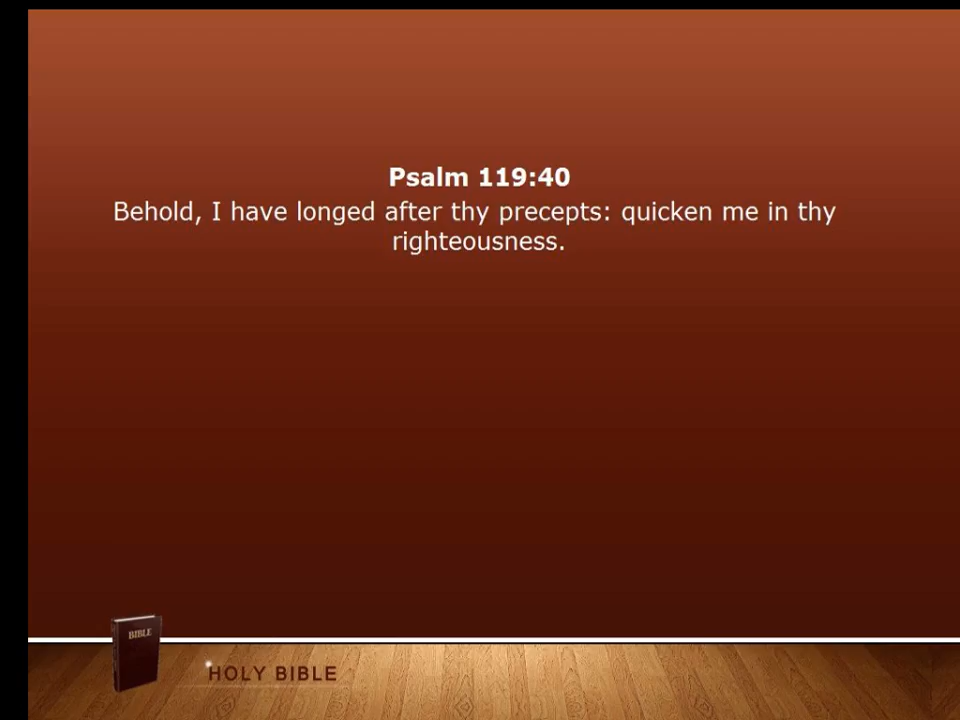 Psalm 119:40
Behold, I have longed after thy precepts: quicken me in thy
righteousness.
BIBLE
HOLY BIBLE